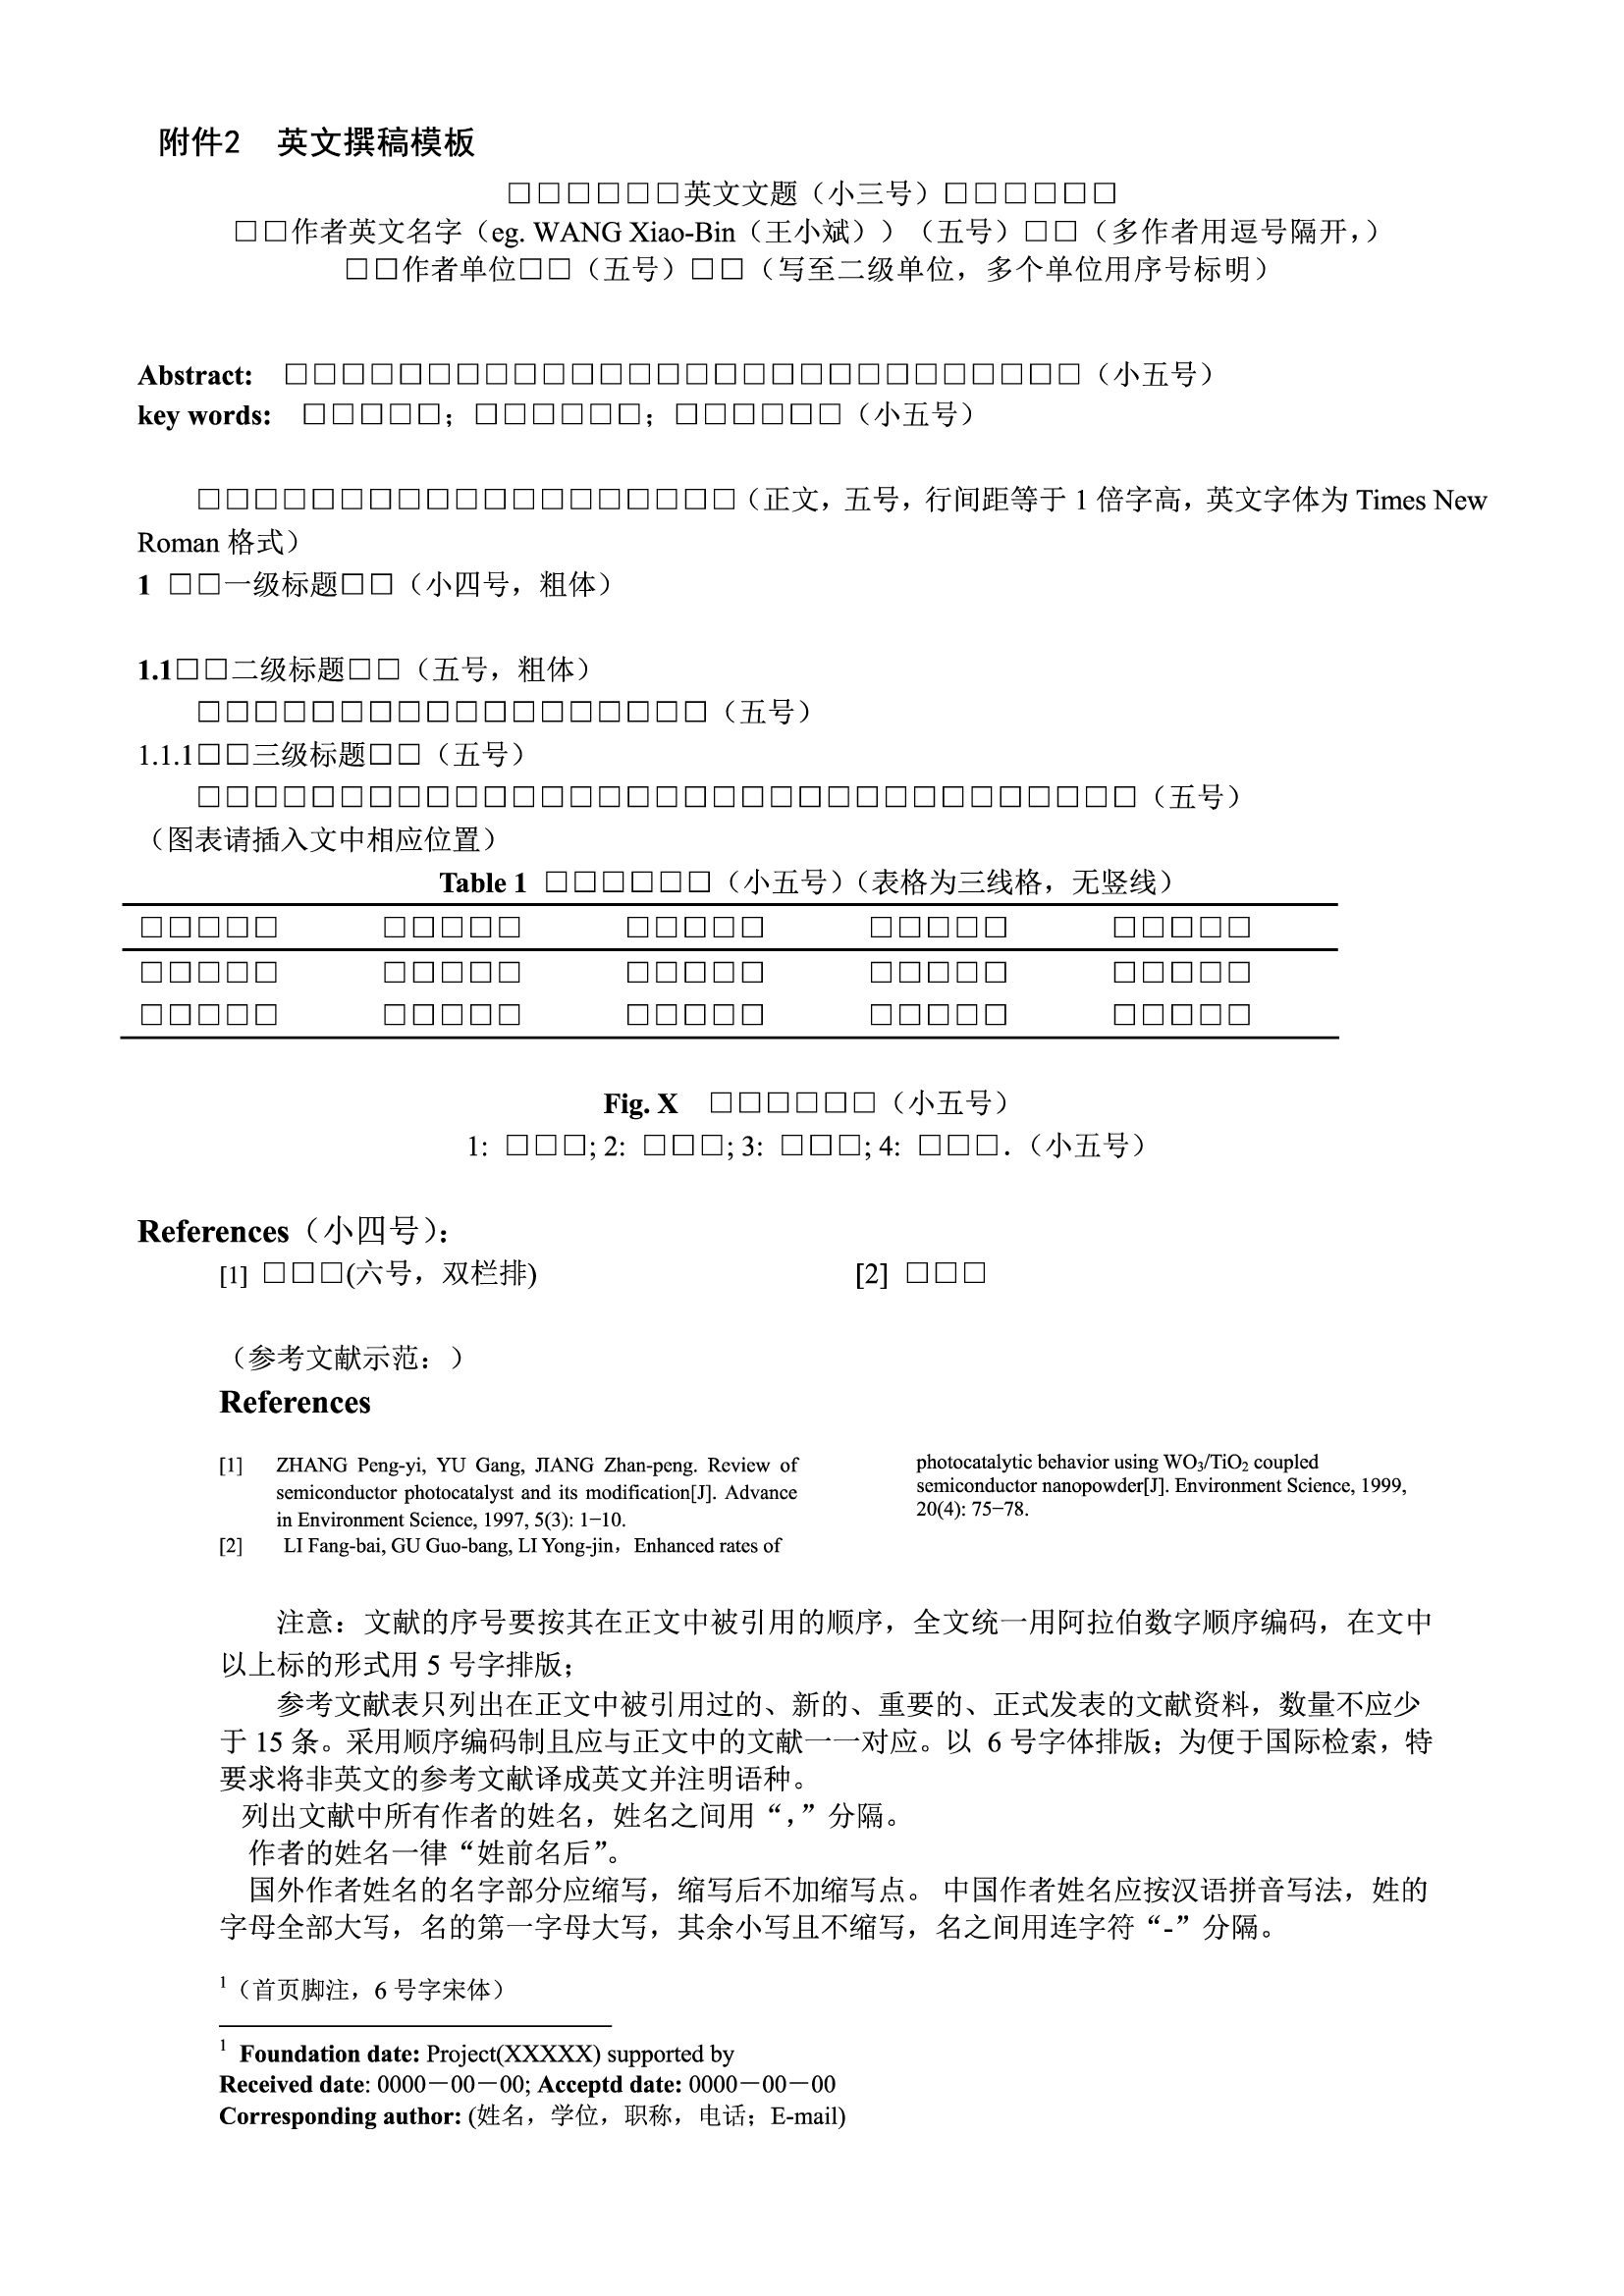 附件2　英文撰稿模板
□□□□□□英文文题（小三号）□□□□□□
□□作者英文名字（eg. WANG Xiao-Bin（王小斌））（五号）□□（多作者用逗号隔开，）
□□作者单位□□（五号）□□（写至二级单位，多个单位用序号标明）
Abstract:　□□□□□□□□□□□□□□□□□□□□□□□□□□□□（小五号）
key words:　□□□□□；□□□□□□；□□□□□□（小五号）
□□□□□□□□□□□□□□□□□□□（正文，五号，行间距等于 1 倍字高，英文字体为 Times New
Roman 格式）
1 □□一级标题□□（小四号，粗体）
1.1□□二级标题□□（五号，粗体）
□□□□□□□□□□□□□□□□□□（五号）
1.1.1□□三级标题□□（五号）
□□□□□□□□□□□□□□□□□□□□□□□□□□□□□□□□□（五号）
（图表请插入文中相应位置）
Table 1 □□□□□□（小五号）（表格为三线格，无竖线）
□□□□□ □□□□□ □□□□□ □□□□□ □□□□□
□□□□□ □□□□□ □□□□□ □□□□□ □□□□□
□□□□□ □□□□□ □□□□□ □□□□□ □□□□□
Fig. X　□□□□□□（小五号）
1: □□□; 2: □□□; 3: □□□; 4: □□□.（小五号）
References（小四号）：
[1] □□□(六号，双栏排)
[2] □□□
（参考文献示范：）
References
[1] ZHANG Peng-yi, YU Gang, JIANG Zhan-peng. Review of
semiconductor photocatalyst and its modification[J]. Advance
in Environment Science, 1997, 5(3): 1−10.
[2] LI Fang-bai, GU Guo-bang, LI Yong-jin，Enhanced rates of
photocatalytic behavior using WO₃/TiO₂ coupled
semiconductor nanopowder[J]. Environment Science, 1999,
20(4): 75−78.
注意：文献的序号要按其在正文中被引用的顺序，全文统一用阿拉伯数字顺序编码，在文中
以上标的形式用 5 号字排版；
参考文献表只列出在正文中被引用过的、新的、重要的、正式发表的文献资料，数量不应少
于 15 条。采用顺序编码制且应与正文中的文献一一对应。以 6 号字体排版；为便于国际检索，特
要求将非英文的参考文献译成英文并注明语种。
列出文献中所有作者的姓名，姓名之间用“，”分隔。
作者的姓名一律“姓前名后”。
国外作者姓名的名字部分应缩写，缩写后不加缩写点。 中国作者姓名应按汉语拼音写法，姓的
字母全部大写，名的第一字母大写，其余小写且不缩写，名之间用连字符“-”分隔。
¹（首页脚注，6 号字宋体）
¹ Foundation date: Project(XXXXX) supported by
Received date: 0000－00－00; Acceptd date: 0000－00－00
Corresponding author: (姓名，学位，职称，电话；E-mail)